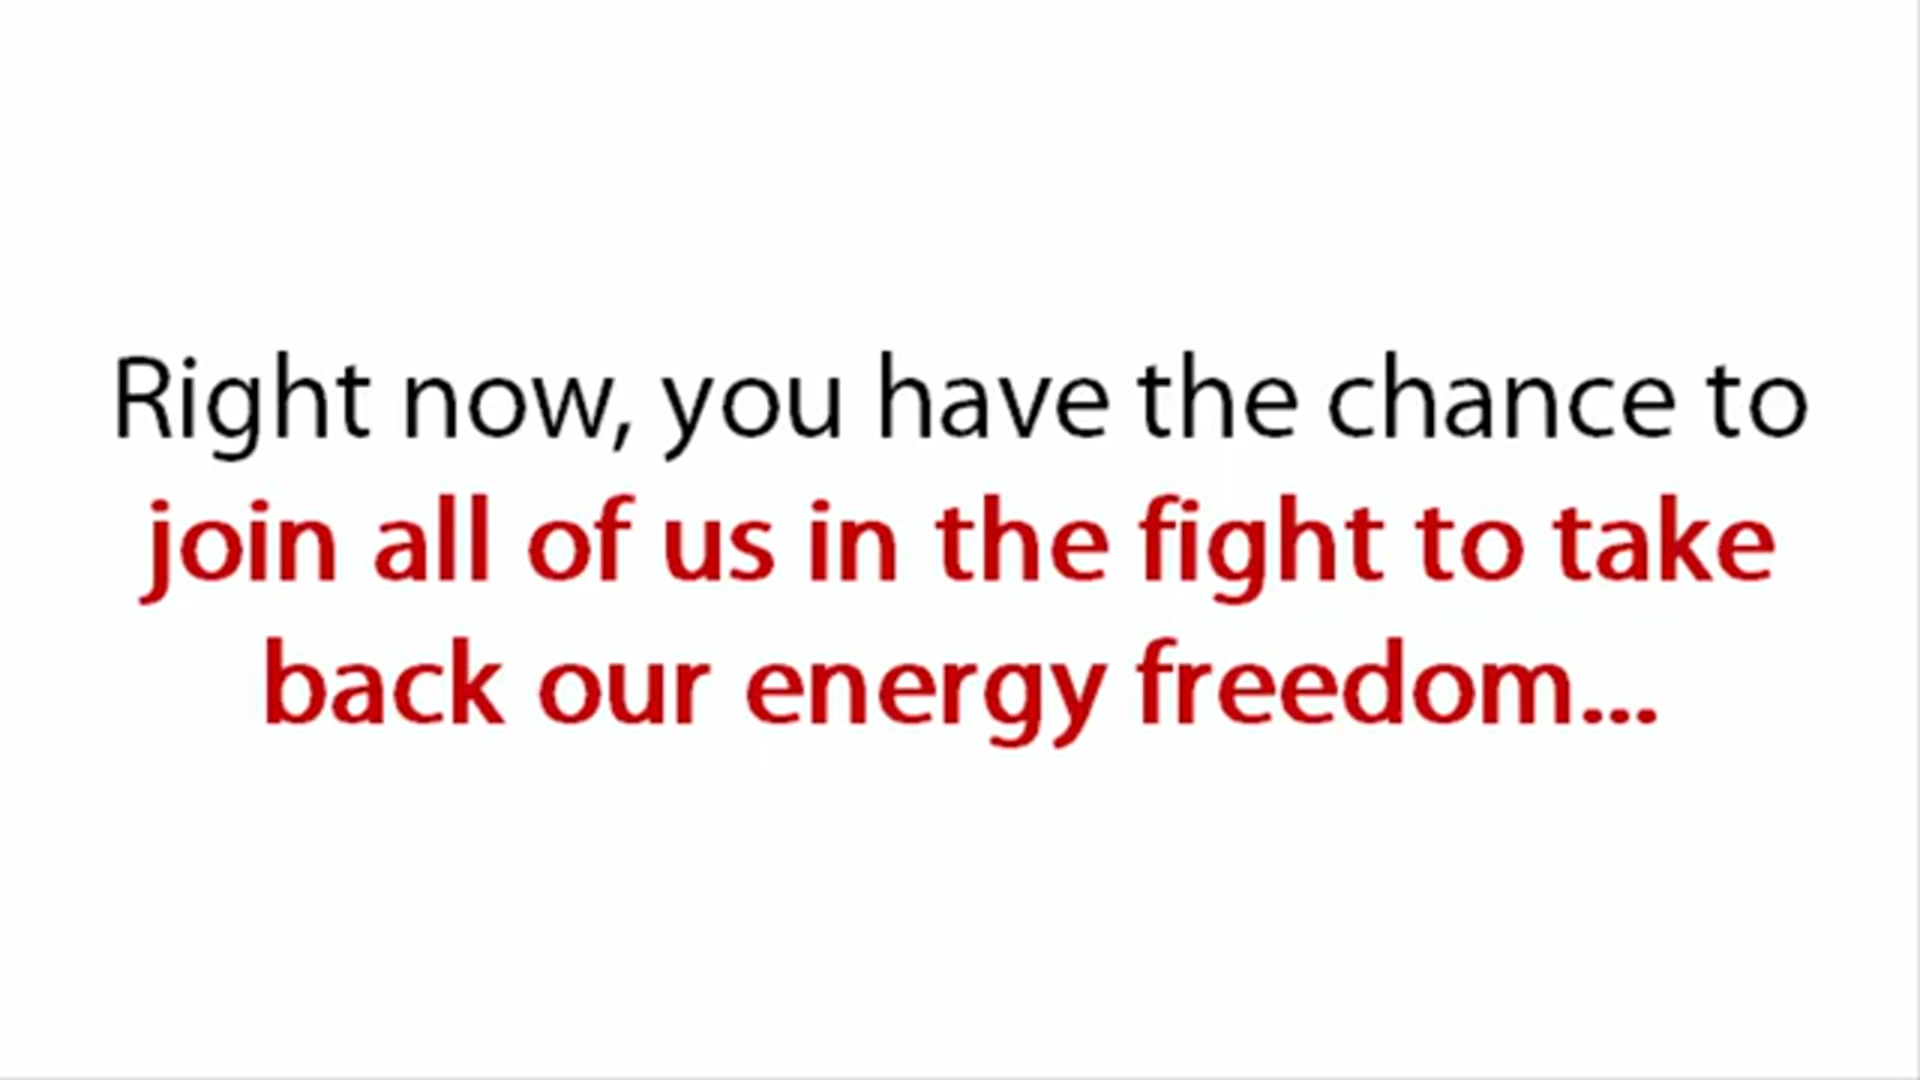 Right now, you have the chance to
join all of us in the fight to take
back our energy freedom...